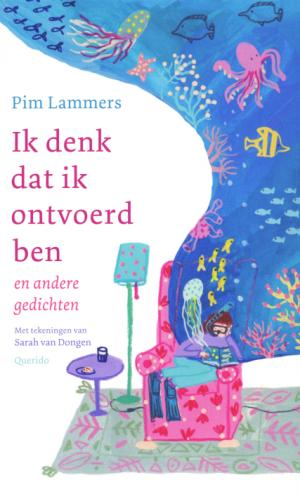 Pim Lammers
Ik denk
dat ik
ontvoerd
ben
en andere
gedichten
Met tekeningen van
Sarah van Dongen
Querido